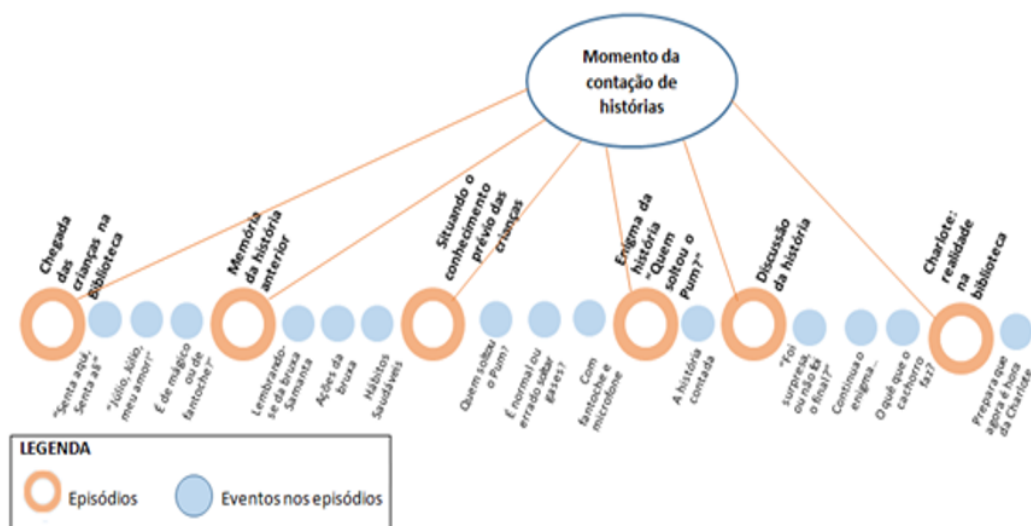 Momento da
contação de
histórias
Chegada
das
crianças na
Biblioteca
"Senta aqui,
Senta alí"
"Júlio, Júlio,
meu amor!"
É de mágico
ou de
fantoche?"
Memória
da história
anterior
Lembrando-
se da bruxa
Samanta
Ações da
bruxa
Hábitos
Saudáveis
Situando o
conhecimento
prévio das
crianças
Quem soltou
o Pum?
É normal ou
errado soltar
gases?
Com
fantoche e
microfone
Enigma da
história
"Quem
soltou o
Pum?"
A história
contada
Discussão
da história
"Foi
surpresa,
ou não foi
o final?"
Continua o
enigma...
O quê que o
cachorro
faz?
Charlote:
realidade
na
biblioteca
Prepara que
agora é hora
da Charlote
LEGENDA
Episódios
Eventos nos episódios